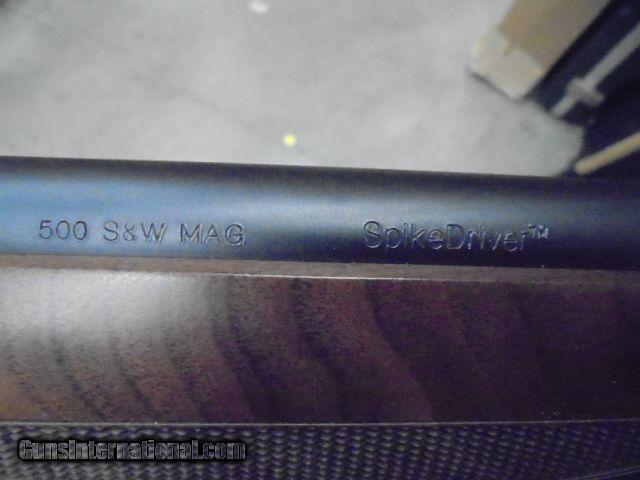 500 S&W MAG SpikeDriver™
GunsInternational.com